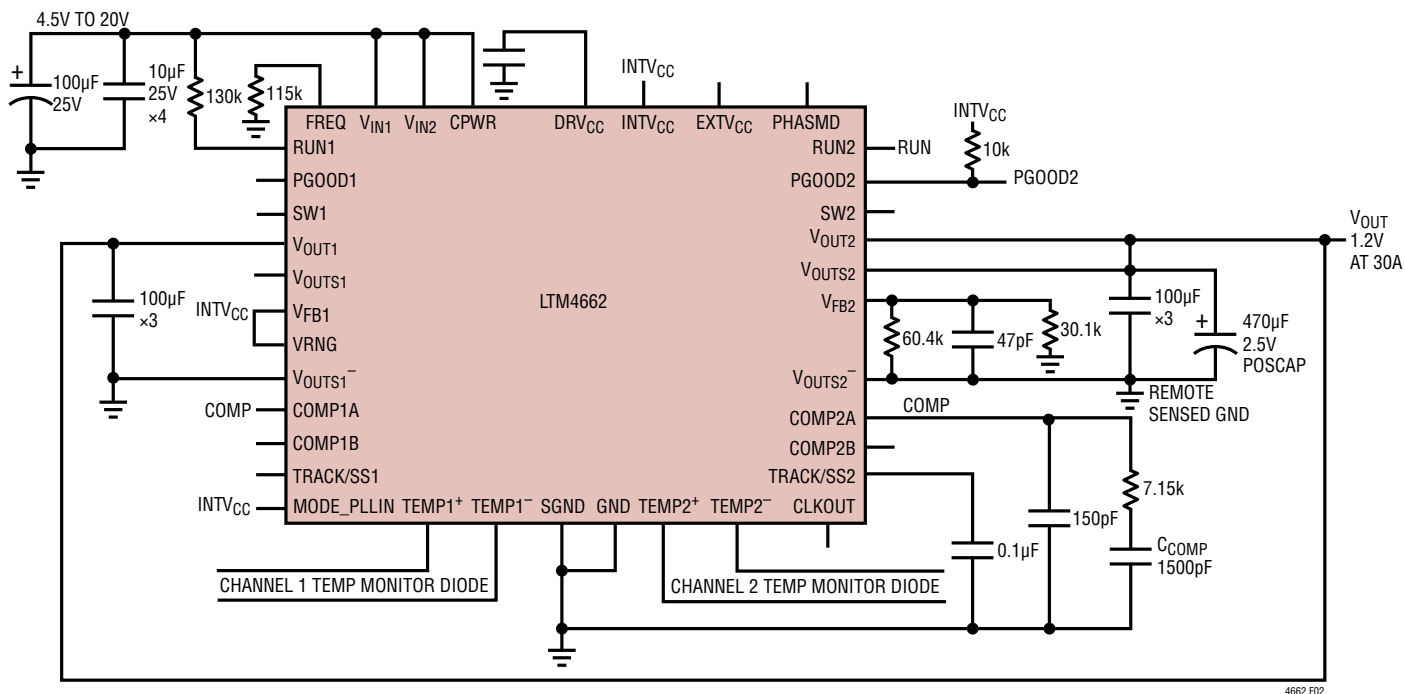 4.5V TO 20V
+
100µF
25V
10µF
25V
×4
130k
115k
INTVCC
FREQ
VIN1
VIN2
CPWR
DRVCC
INTVCC
EXTVCC
PHASMD
RUN1
PGOOD1
SW1
VOUT1
VOUTS1
VFB1
VRNG
VOUTS1–
COMP1A
COMP1B
TRACK/SS1
MODE_PLLIN
INTVCC
COMP
INTVCC
100µF
×3
LTM4662
RUN2
RUN
PGOOD2
INTVCC
10k
PGOOD2
SW2
VOUT2
VOUTS2
VFB2
VOUTS2–
COMP2A
COMP
COMP2B
TRACK/SS2
VOUT
1.2V
AT 30A
60.4k
47pF
30.1k
100µF
×3
+
470µF
2.5V
POSCAP
REMOTE
SENSED GND
TEMP1+
TEMP1–
SGND
GND
TEMP2+
TEMP2–
CLKOUT
7.15k
150pF
0.1µF
CCOMP
1500pF
CHANNEL 1 TEMP MONITOR DIODE
CHANNEL 2 TEMP MONITOR DIODE
4662 F02